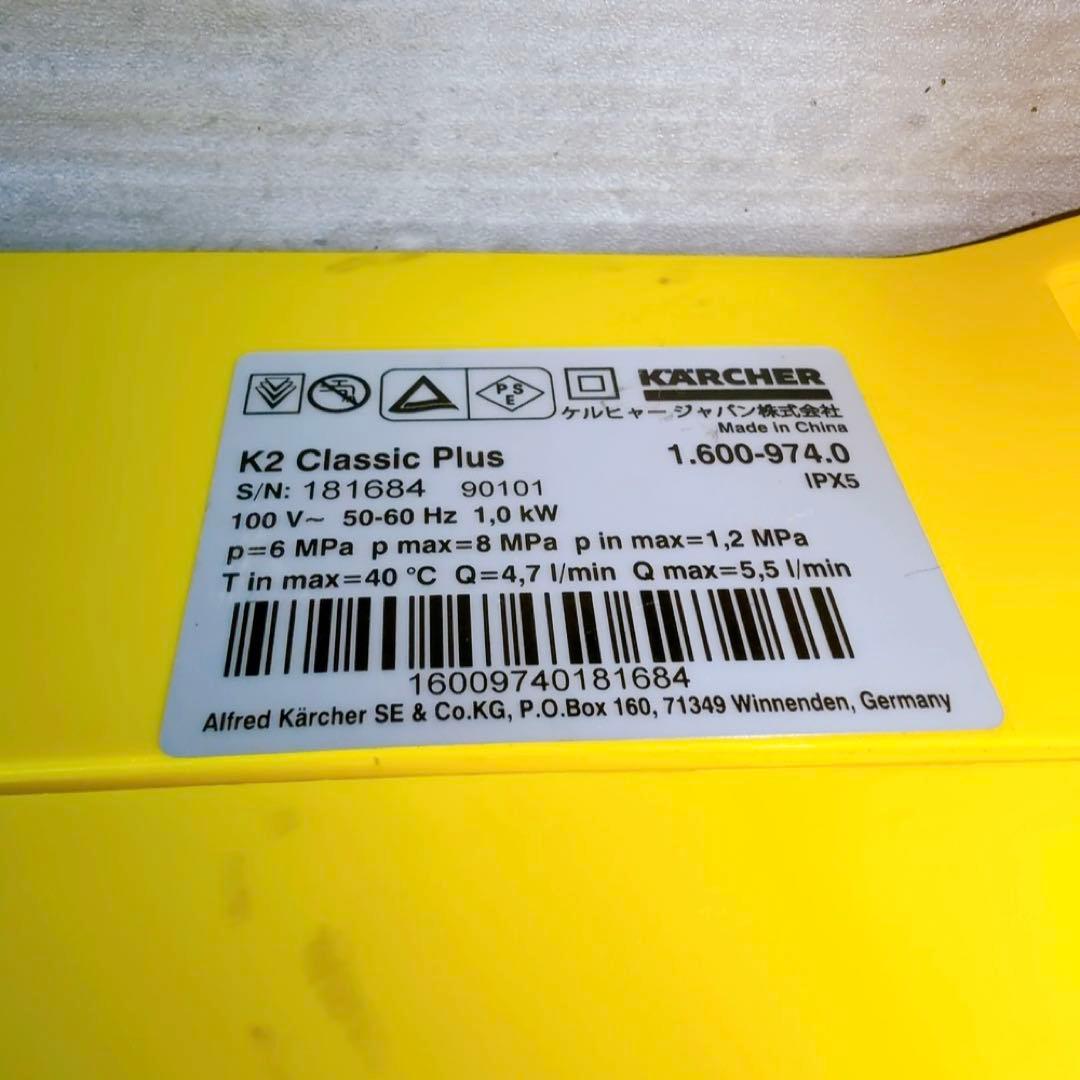 PSE
KÄRCHER
ケルヒャー ジャパン株式会社
Made in China
K2 Classic Plus
1.600-974.0
S/N: 181684 90101
IPX5
100 V~ 50-60 Hz 1,0 kW
p=6 MPa p max=8 MPa p in max=1,2 MPa
T in max=40 °C Q=4,7 l/min Q max=5,5 l/min
16009740181684
Alfred Kärcher SE & Co.KG, P.O.Box 160, 71349 Winnenden, Germany